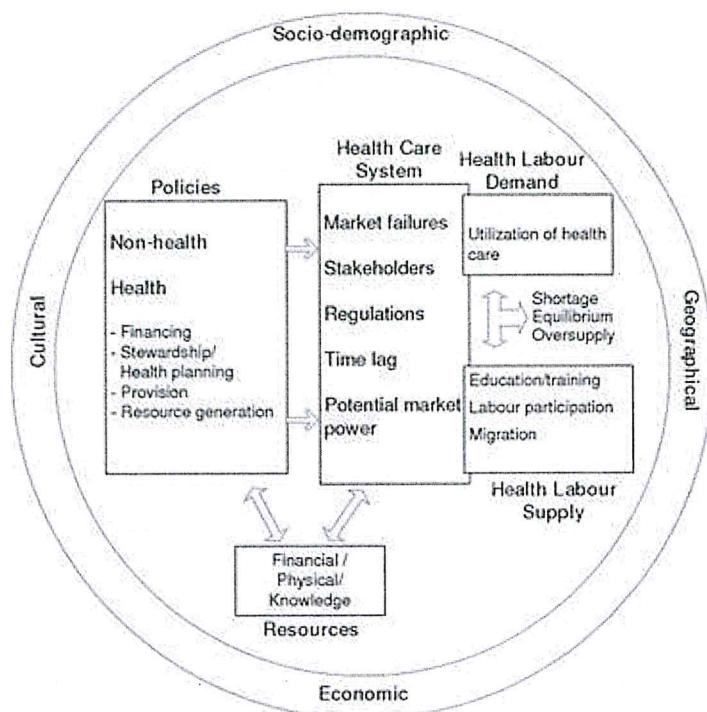 Socio-demographic
Cultural
Geographical
Economic
Policies
Non-health
Health
- Financing
- Stewardship/
Health planning
- Provision
- Resource generation
Health Care
System
Market failures
Stakeholders
Regulations
Time lag
Potential market
power
Health Labour
Demand
Utilization of health
care
Shortage
Equilibrium
Oversupply
Education/training
Labour participation
Migration
Health Labour
Supply
Financial /
Physical/
Knowledge
Resources